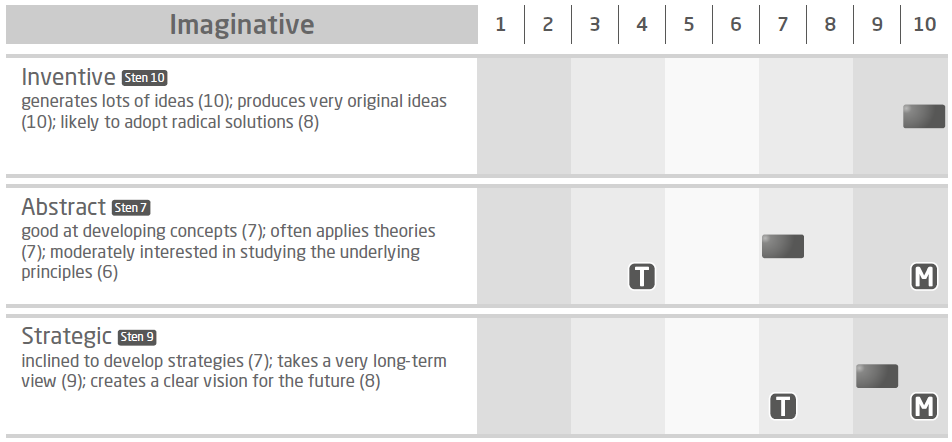 Imaginative 1 2 3 4 5 6 7 8 9 10
Inventive Sten 10
generates lots of ideas (10); produces very original ideas
(10); likely to adopt radical solutions (8)
Abstract Sten 7
good at developing concepts (7); often applies theories
(7); moderately interested in studying the underlying
principles (6)
T M
Strategic Sten 9
inclined to develop strategies (7); takes a very long-term
view (9); creates a clear vision for the future (8)
T M